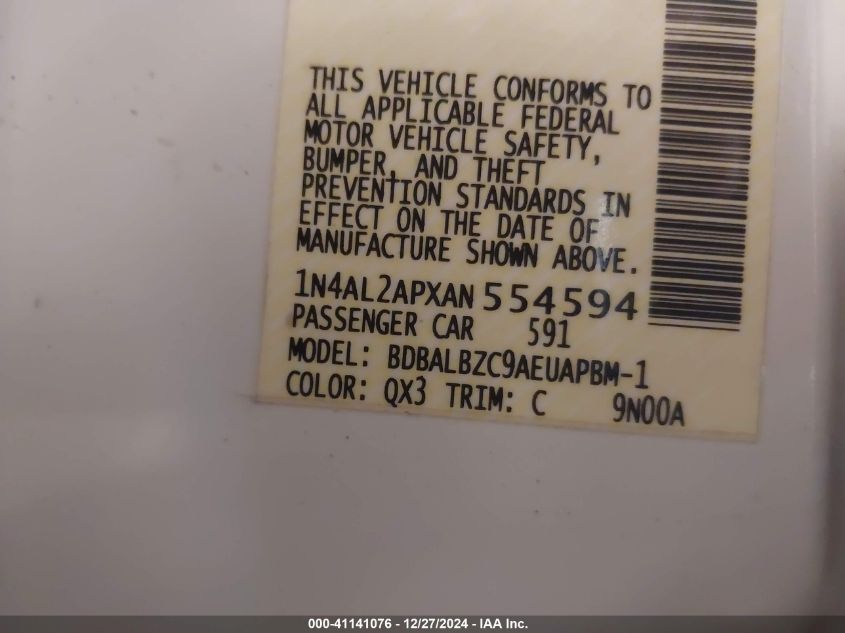 THIS VEHICLE CONFORMS TO
ALL APPLICABLE FEDERAL
MOTOR VEHICLE SAFETY,
BUMPER, AND THEFT
PREVENTION STANDARDS IN
EFFECT ON THE DATE OF
MANUFACTURE SHOWN ABOVE.
1N4AL2APXAN 554594
PASSENGER CAR 591
MODEL: BDBALBZC9AEUAPBM-1
COLOR: QX3 TRIM: C 9N00A
000-41141076 - 12/27/2024 - IAA Inc.